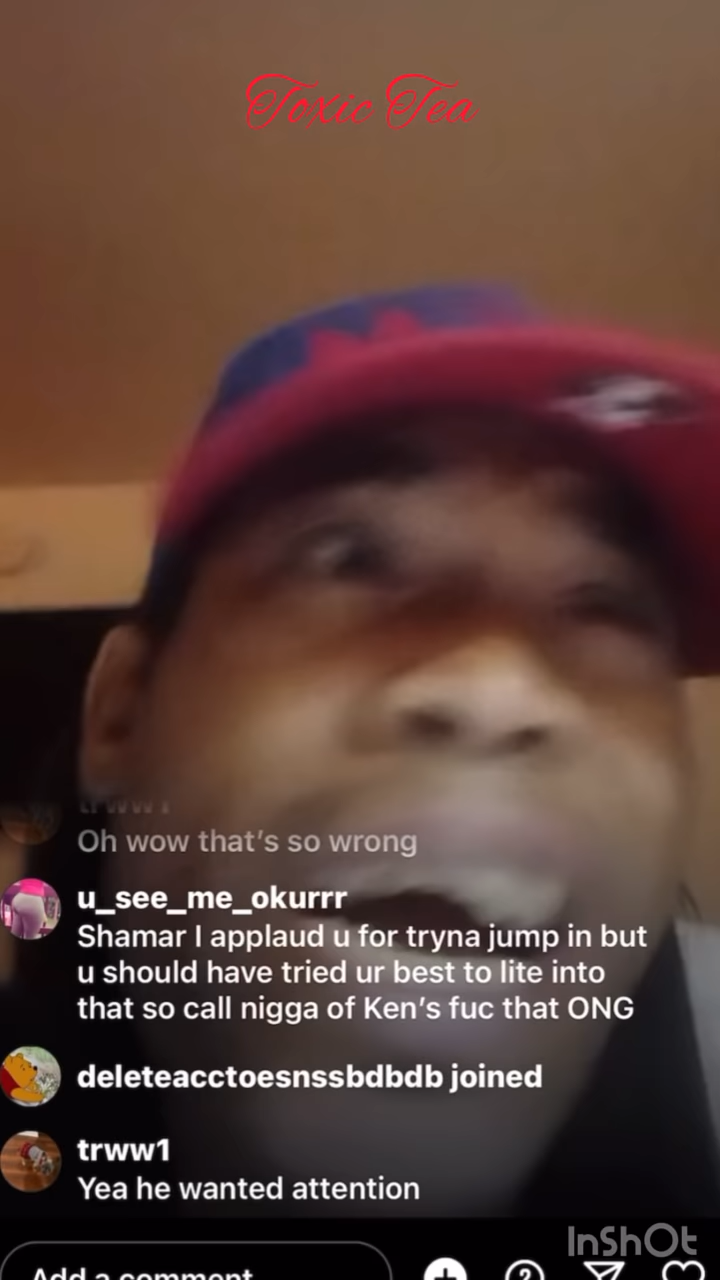 Toxic Tea
trww1
Oh wow that's so wrong
u_see_me_okurrr
Shamar I applaud u for tryna jump in but
u should have tried ur best to lite into
that so call nigga of Ken's fuc that ONG
deleteacctoesnssbdbdb joined
trww1
Yea he wanted attention
InShOt
Add a comment